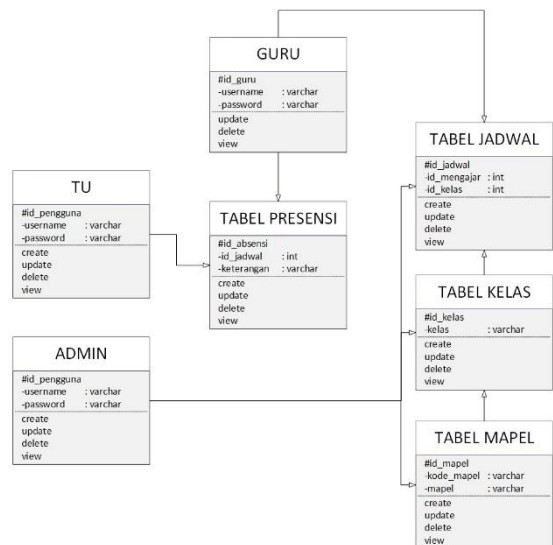 GURU
#id_guru
-username : varchar
-password : varchar
update
delete
view
TABEL JADWAL
#id_jadwal
-id_mengajar : int
-id_kelas : int
create
update
delete
view
TU
#id_pengguna
-username : varchar
-password : varchar
create
update
delete
view
TABEL PRESENSI
#id_absensi
-id_jadwal : int
-keterangan : varchar
create
update
delete
view
TABEL KELAS
#id_kelas
-kelas : varchar
create
update
delete
view
ADMIN
#id_pengguna
-username : varchar
-password : varchar
create
update
delete
view
TABEL MAPEL
#id_mapel
-kode_mapel : varchar
-mapel : varchar
create
update
delete
view